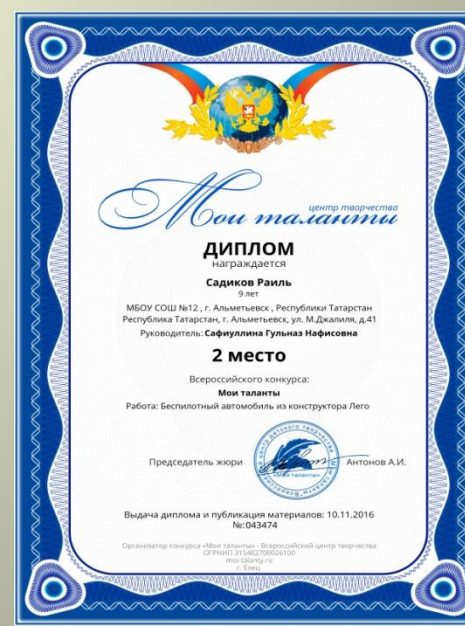 центр творчества
Мои таланты
ДИПЛОМ
награждается
Садиков Раиль
9 лет
МБОУ СОШ №12 , г. Альметьевск , Республики Татарстан
Республика Татарстан, г. Альметьевск, ул. М.Джалиля, д.41
Руководитель: Сафиуллина Гульназ Нафисовна
2 место
Всероссийского конкурса:
Мои таланты
Работа: Беспилотный автомобиль из конструктора Лего
Председатель жюри
«Мои таланты»
Антонов А.И.
Выдача диплома и публикация материалов: 10.11.2016
№:043474
Организатор конкурса «Мои таланты» - Всероссийский центр творчества
ОГРНИП 315482700026100
moi-talanty.ru
г. Елец